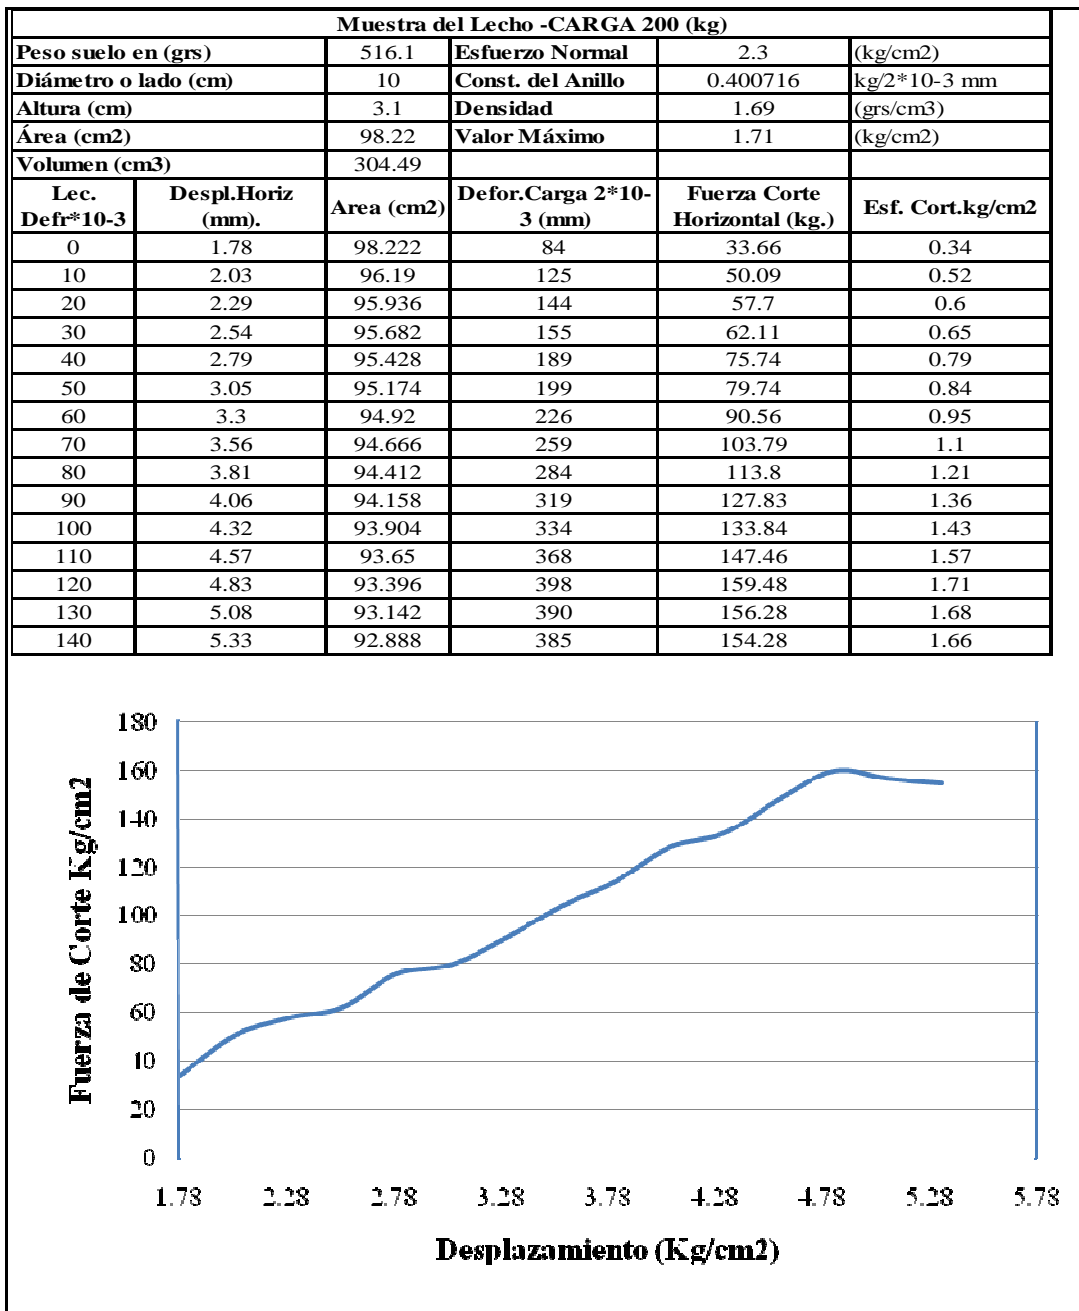 Muestra del Lecho -CARGA 200 (kg)
Peso suelo en (grs) 516.1 Esfuerzo Normal 2.3 (kg/cm2)
Diámetro o lado (cm) 10 Const. del Anillo 0.400716 kg/2*10-3 mm
Altura (cm) 3.1 Densidad 1.69 (grs/cm3)
Área (cm2) 98.22 Valor Máximo 1.71 (kg/cm2)
Volumen (cm3) 304.49
Lec. Defr*10-3 Despl.Horiz (mm). Area (cm2) Defor.Carga 2*10-3 (mm) Fuerza Corte Horizontal (kg.) Esf. Cort.kg/cm2
0 1.78 98.222 84 33.66 0.34
10 2.03 96.19 125 50.09 0.52
20 2.29 95.936 144 57.7 0.6
30 2.54 95.682 155 62.11 0.65
40 2.79 95.428 189 75.74 0.79
50 3.05 95.174 199 79.74 0.84
60 3.3 94.92 226 90.56 0.95
70 3.56 94.666 259 103.79 1.1
80 3.81 94.412 284 113.8 1.21
90 4.06 94.158 319 127.83 1.36
100 4.32 93.904 334 133.84 1.43
110 4.57 93.65 368 147.46 1.57
120 4.83 93.396 398 159.48 1.71
130 5.08 93.142 390 156.28 1.68
140 5.33 92.888 385 154.28 1.66
Fuerza de Corte Kg/cm2
180
160
140
120
100
80
60
40
20
0
1.78 2.28 2.78 3.28 3.78 4.28 4.78 5.28 5.78
Desplazamiento (Kg/cm2)